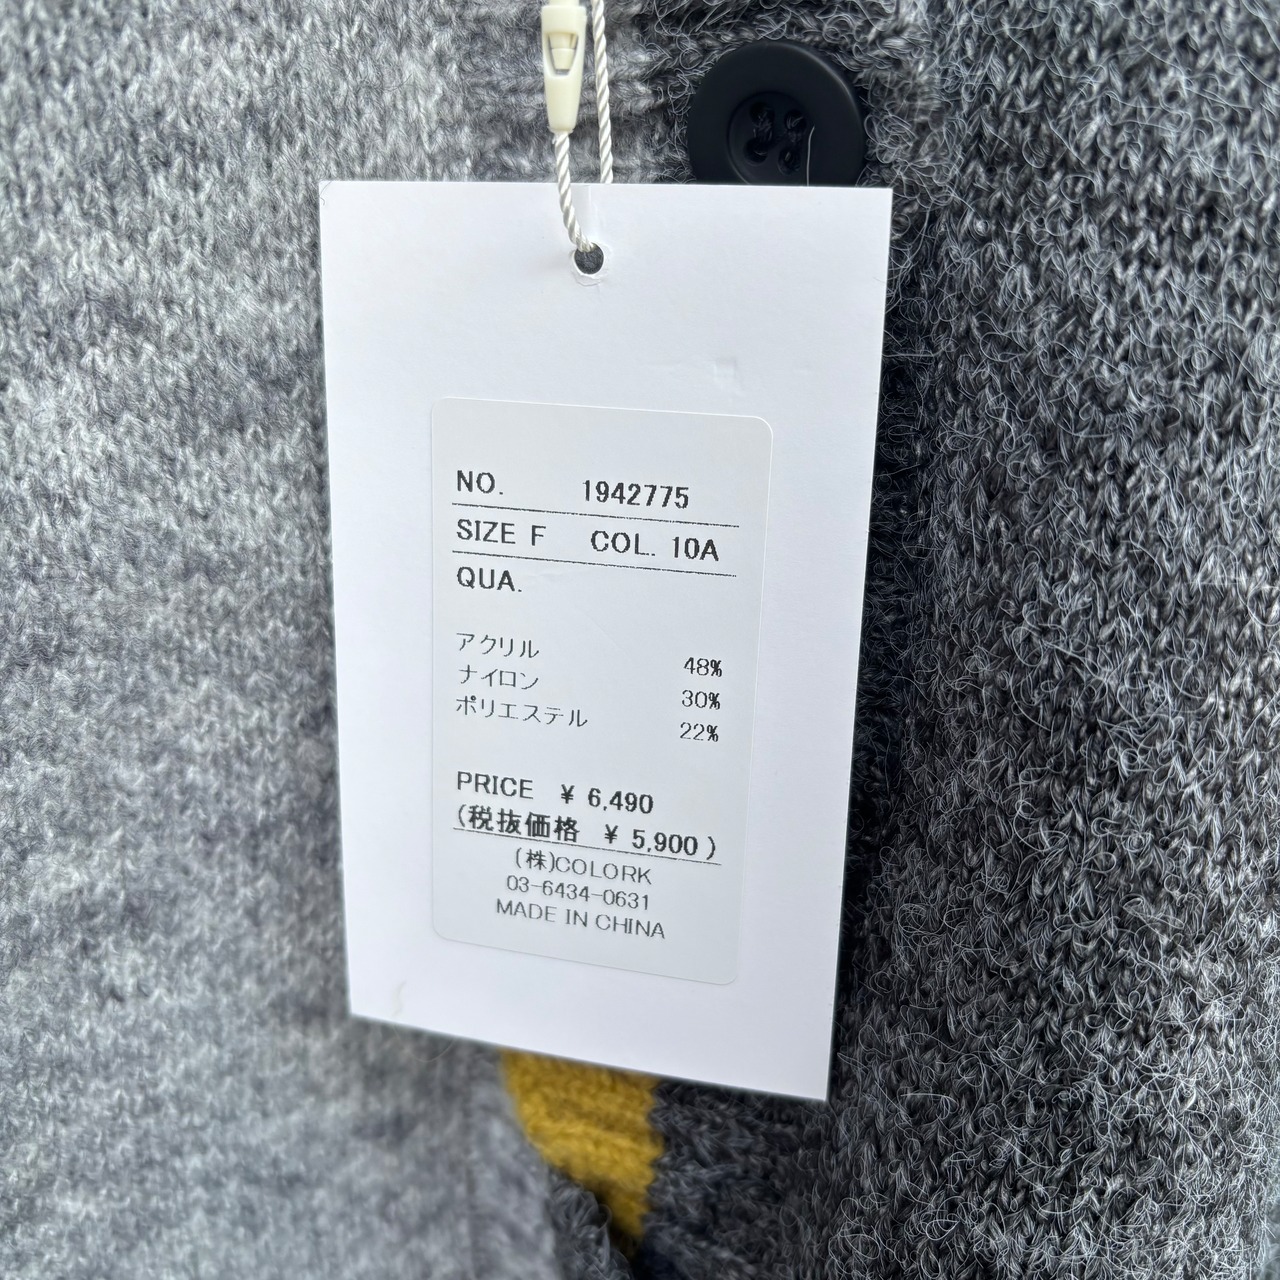 NO. 1942775
SIZE F COL. 10A
QUA.
アクリル 48%
ナイロン 30%
ポリエステル 22%
PRICE ¥ 6,490
(税抜価格 ¥ 5,900)
(株)COLORK
03-6434-0631
MADE IN CHINA